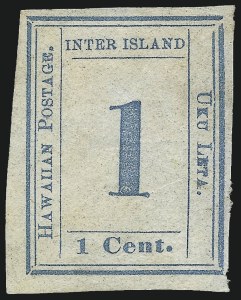 INTER ISLAND
HAWAIIAN POSTAGE.
1
UKU LETA.
1 Cent.